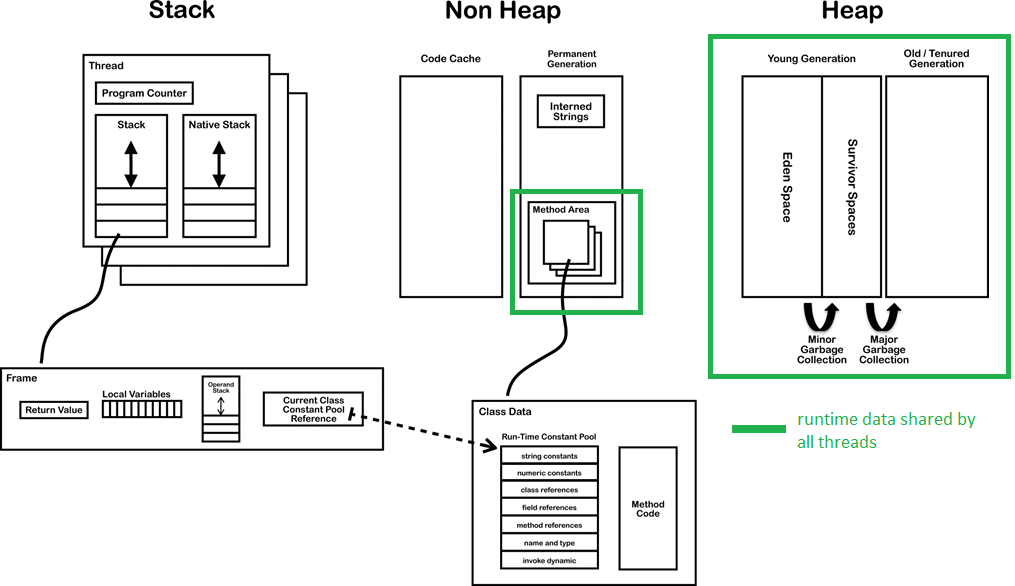 Stack
Non Heap
Heap
Thread
Program Counter
Stack
Native Stack
Code Cache
Permanent
Generation
Interned
Strings
Method Area
Young Generation
Old / Tenured
Generation
Eden Space
Survivor Spaces
Minor
Garbage
Collection
Major
Garbage
Collection
Frame
Return Value
Local Variables
Operand
Stack
Current Class
Constant Pool
Reference
Class Data
Run-Time Constant Pool
string constants
numeric constants
class references
field references
method references
name and type
invoke dynamic
Method
Code
runtime data shared by
all threads